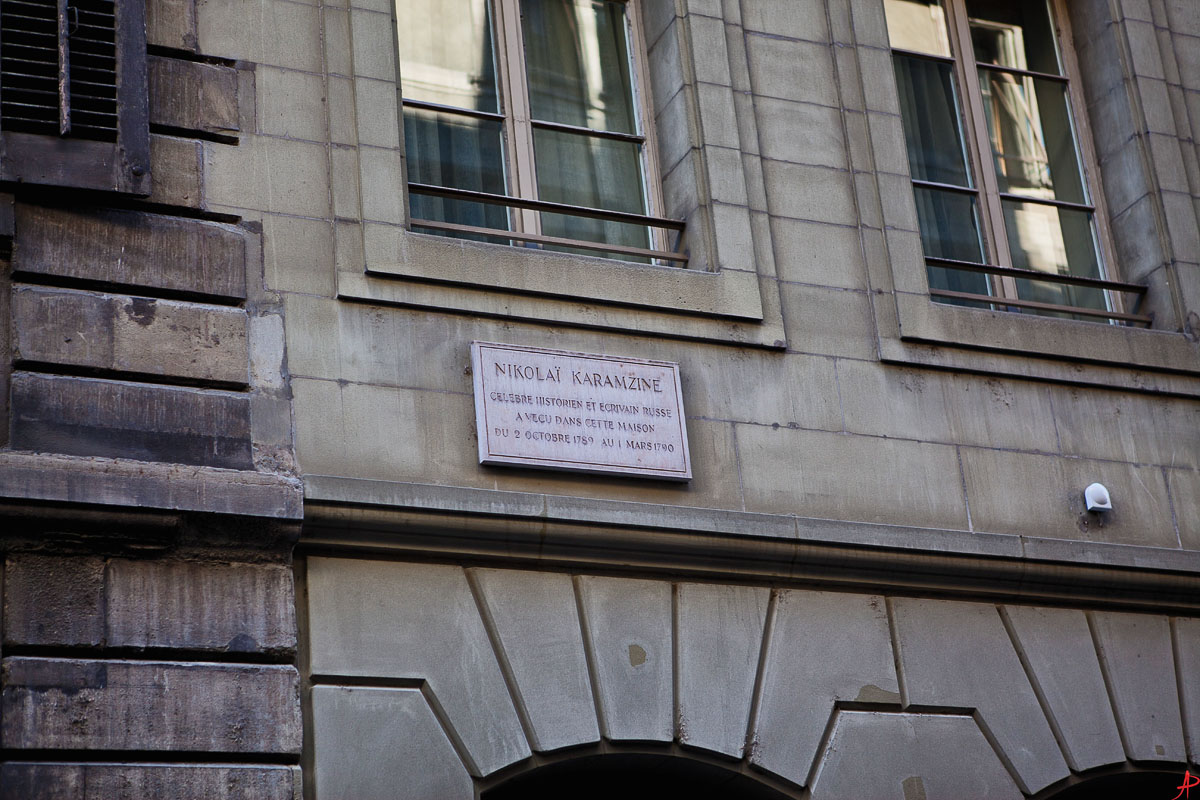 NIKOLAÏ KARAMZINE
CELEBRE HISTORIEN ET ECRIVAIN RUSSE
A VECU DANS CETTE MAISON
DU 2 OCTOBRE 1789 AU 1 MARS 1790